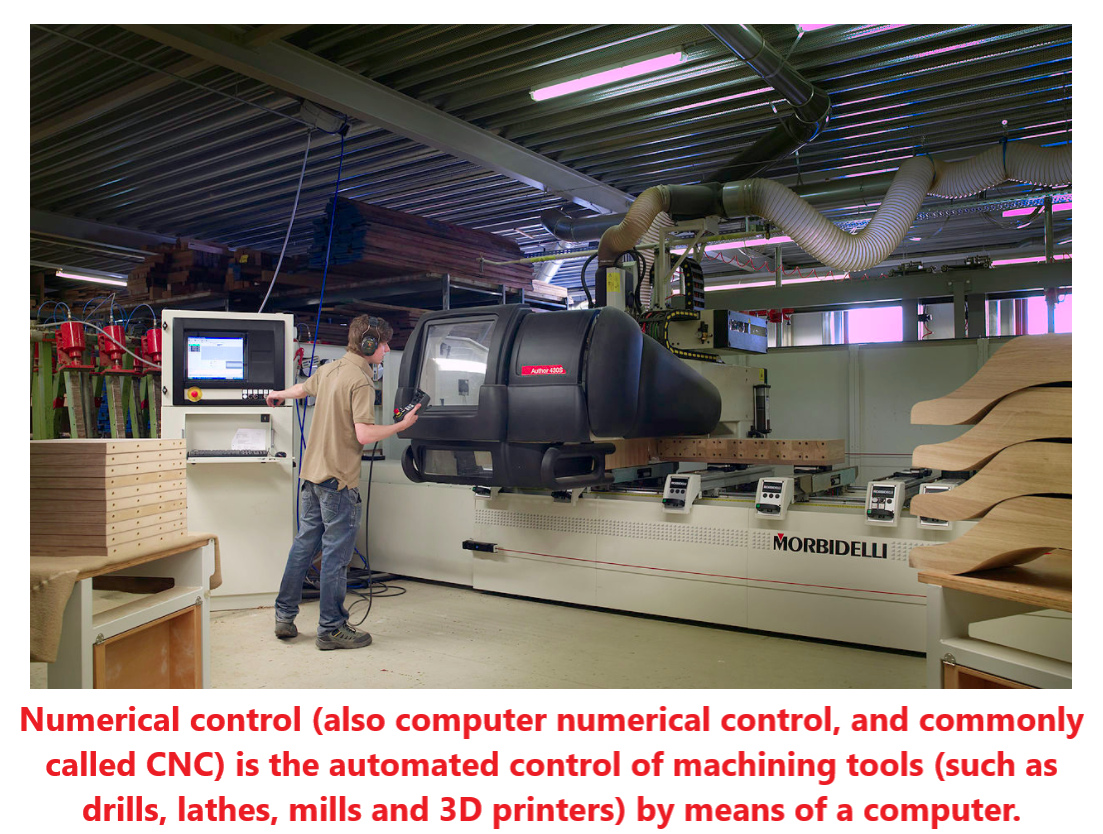 Author 430S
MORBIDELLI
Numerical control (also computer numerical control, and commonly
called CNC) is the automated control of machining tools (such as
drills, lathes, mills and 3D printers) by means of a computer.